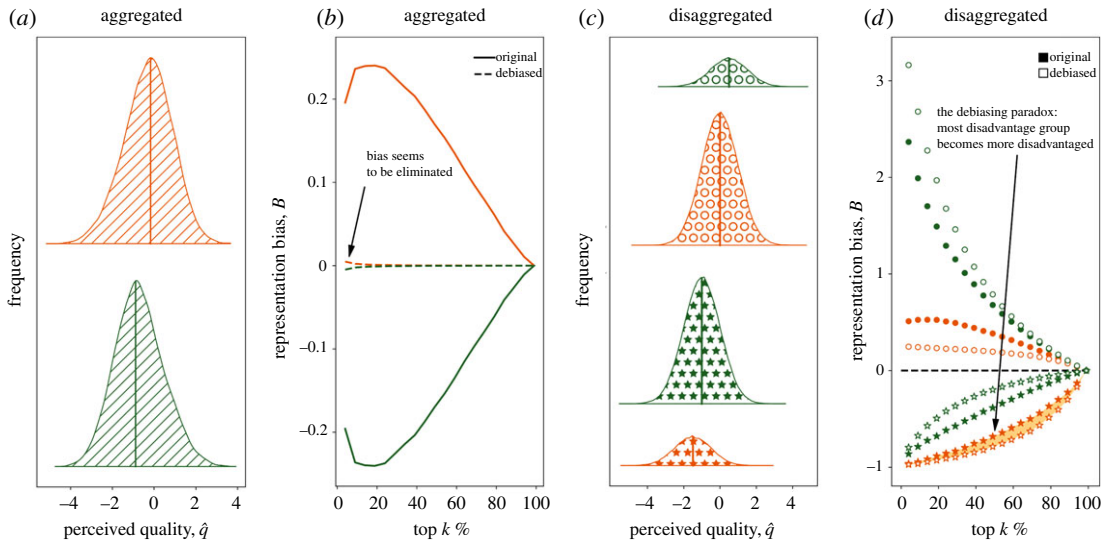 (a) aggregated
(b) aggregated
(c) disaggregated
(d) disaggregated
frequency
−4 −2 0 2 4
perceived quality, q̂
representation bias, B
0.2
0.1
0
−0.1
−0.2
original
debiased
bias seems
to be eliminated
0 20 40 60 80 100
top k %
frequency
−4 −2 0 2 4
perceived quality, q̂
representation bias, B
3
2
1
0
−1
original
debiased
the debiasing paradox:
most disadvantage group
becomes more disadvantaged
0 20 40 60 80 100
top k %